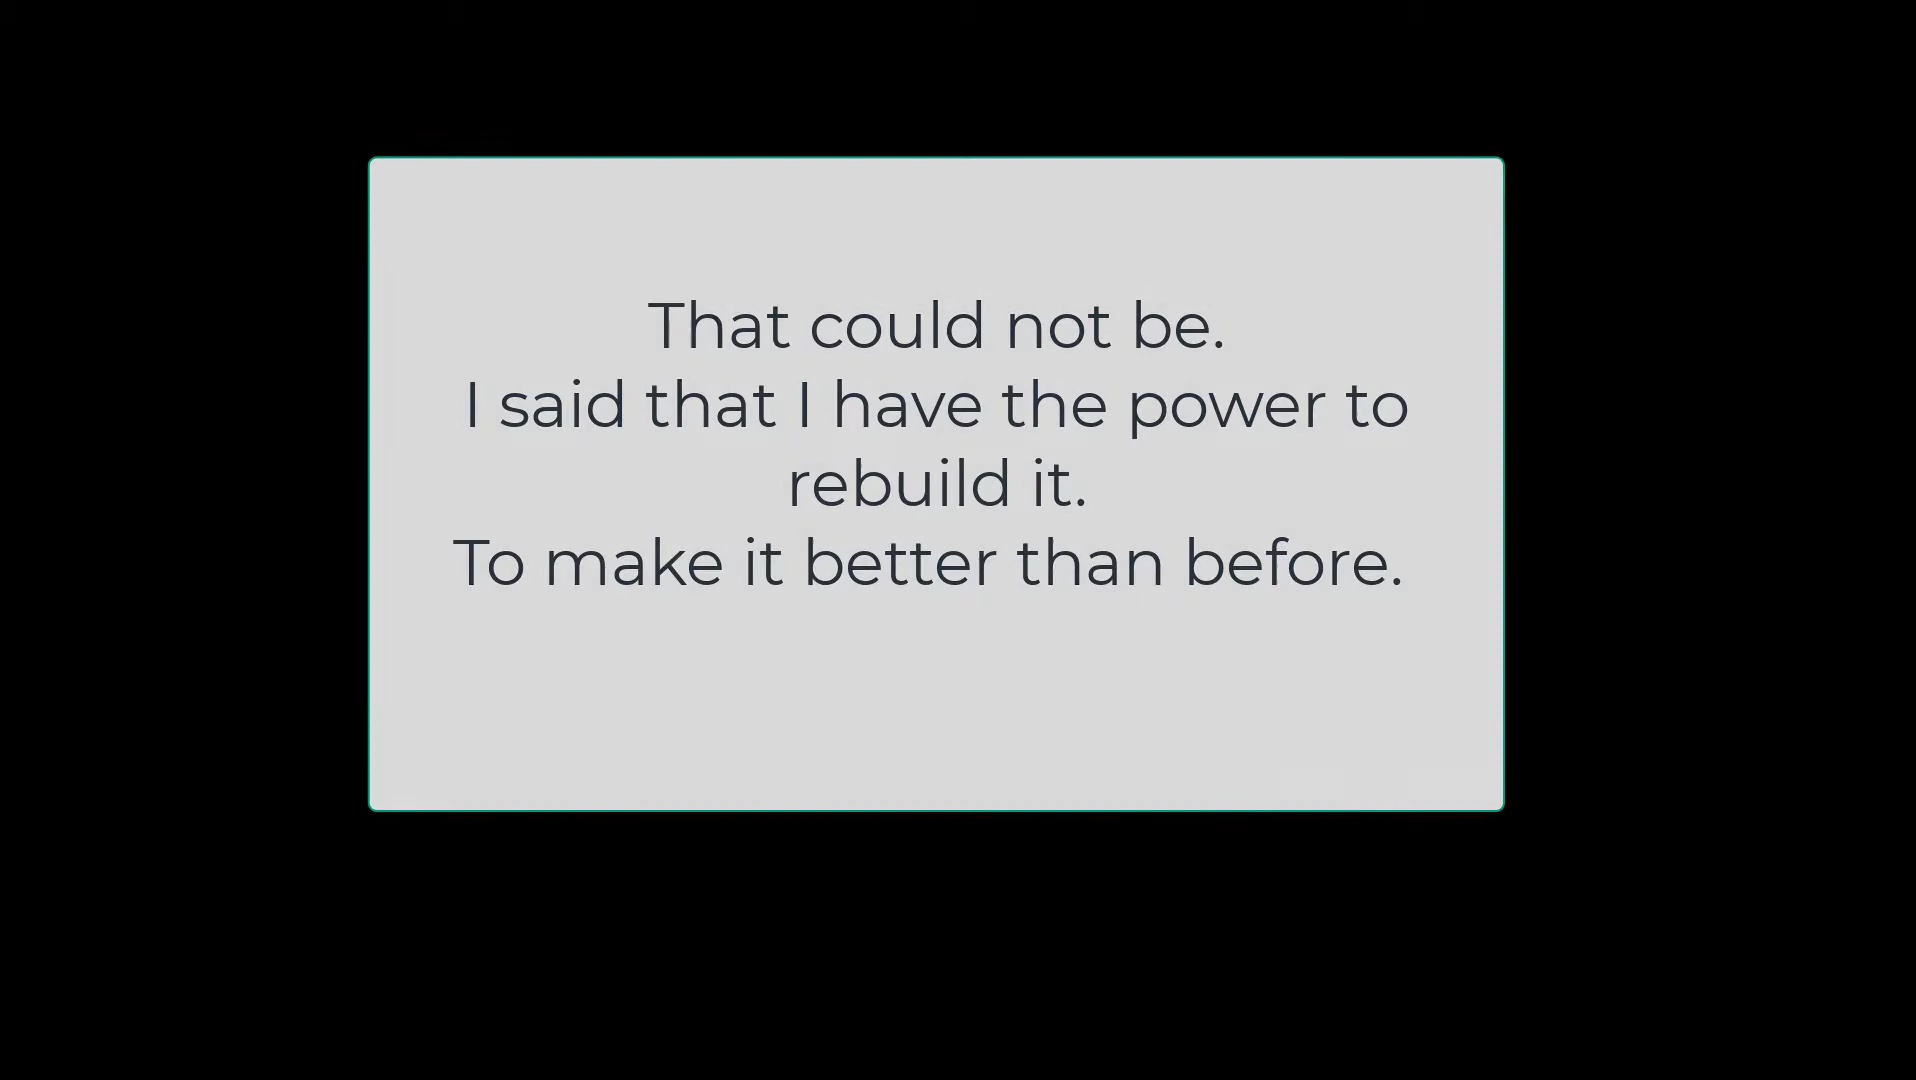 That could not be.
I said that I have the power to
rebuild it.
To make it better than before.